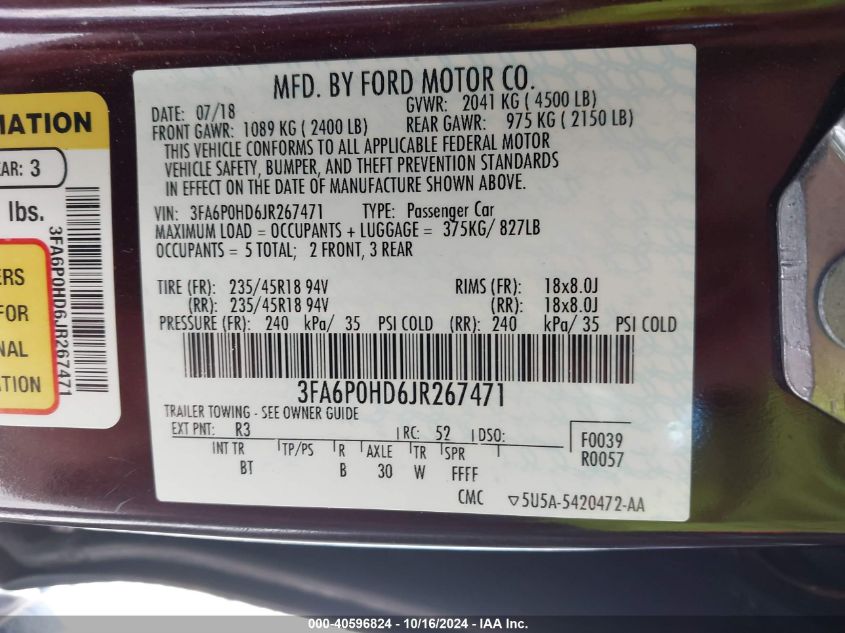 MATION
EAR: 3
lbs.
3FA6P0HD6JR267471
ERS
FOR
NAL
ATION
MFD. BY FORD MOTOR CO.
DATE: 07/18 GVWR: 2041 KG ( 4500 LB)
FRONT GAWR: 1089 KG ( 2400 LB) REAR GAWR: 975 KG ( 2150 LB)
THIS VEHICLE CONFORMS TO ALL APPLICABLE FEDERAL MOTOR
VEHICLE SAFETY, BUMPER, AND THEFT PREVENTION STANDARDS
IN EFFECT ON THE DATE OF MANUFACTURE SHOWN ABOVE.
VIN: 3FA6P0HD6JR267471 TYPE: Passenger Car
MAXIMUM LOAD = OCCUPANTS + LUGGAGE = 375KG/ 827LB
OCCUPANTS = 5 TOTAL; 2 FRONT, 3 REAR
TIRE (FR): 235/45R18 94V RIMS (FR): 18x8.0J
(RR): 235/45R18 94V (RR): 18x8.0J
PRESSURE (FR): 240 kPa/ 35 PSI COLD (RR): 240 kPa/ 35 PSI COLD
3FA6P0HD6JR267471
TRAILER TOWING - SEE OWNER GUIDE
EXT PNT: R3 RC: 52 DSO: F0039
INT TR TP/PS R AXLE TR SPR R0057
BT B 30 W FFFF
CMC ▽5U5A-5420472-AA
000-40596824 - 10/16/2024 - IAA Inc.